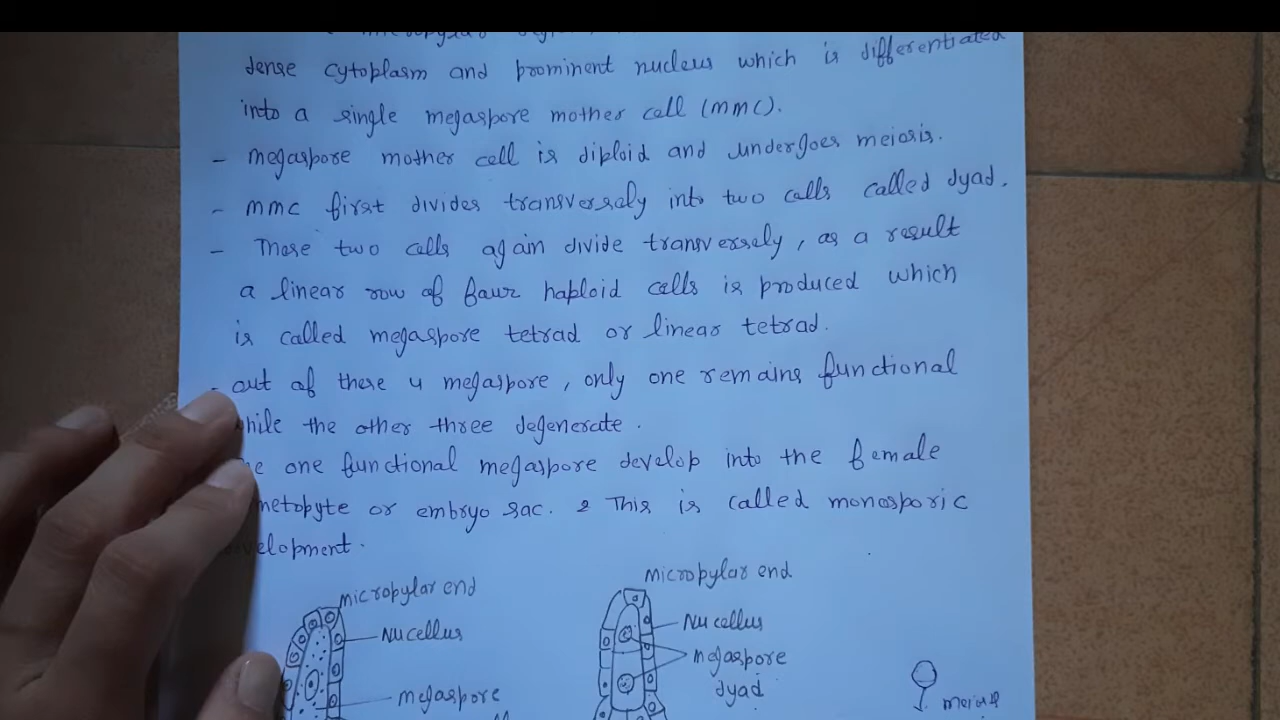 dense cytoplasm and prominent nucleus which is differentiated
into a single megaspore mother cell (mmc).
- megaspore mother cell is diploid and undergoes meiosis.
- mmc first divides transversely into two cells called dyad.
- These two cells again divide transversely, as a result
a linear row of four haploid cells is produced which
is called megaspore tetrad or linear tetrad.
- out of there 4 megaspore, only one remains functional
while the other three degenerate.
one functional megaspore develop into the female
metopyte or embryo sac. & This is called monosporic
velopment.
micropylar end
Nucellus
megaspore
micropylar end
Nucellus
megaspore
dyad